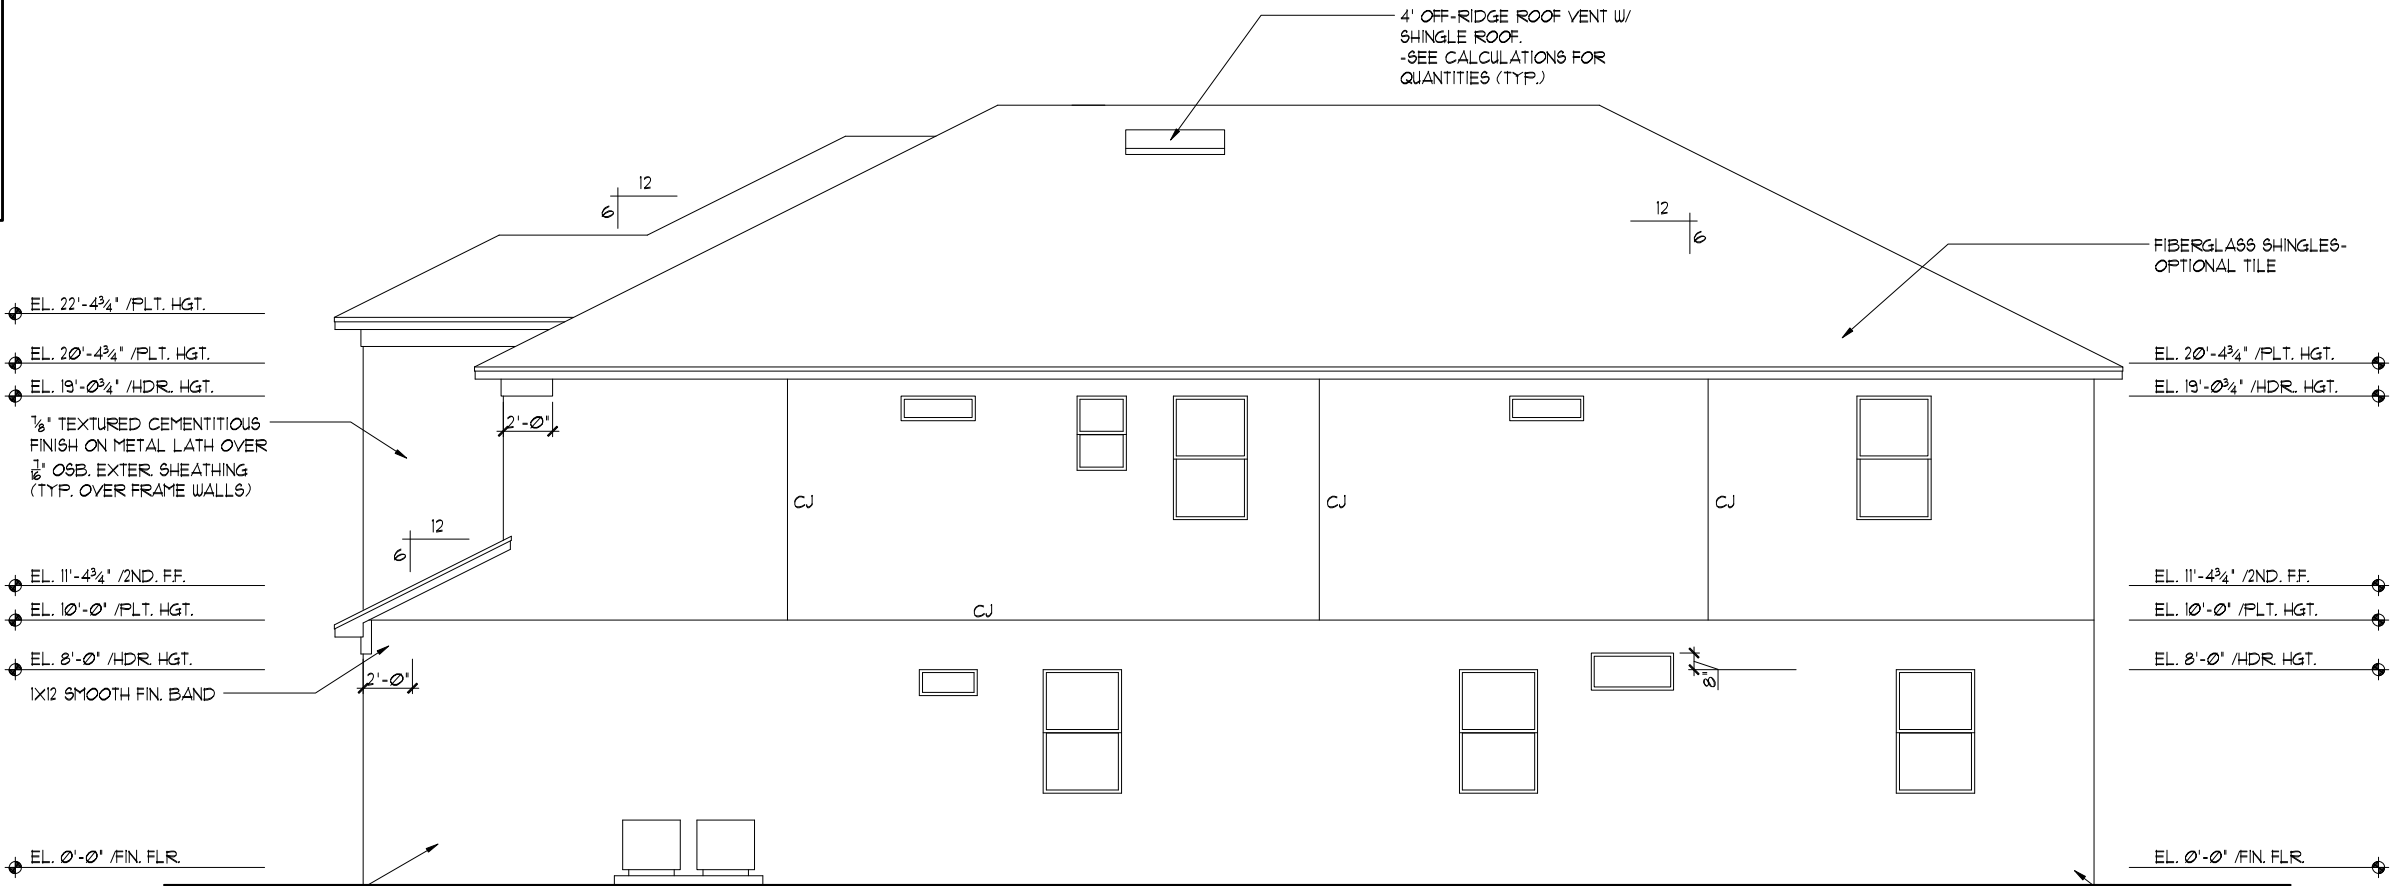 4' OFF-RIDGE ROOF VENT W/
SHINGLE ROOF.
-SEE CALCULATIONS FOR
QUANTITIES (TYP.)
12
6
12
6
FIBERGLASS SHINGLES-
OPTIONAL TILE
EL. 22'-4¾" /PLT. HGT.
EL. 20'-4¾" /PLT. HGT.
EL. 19'-0¾" /HDR. HGT.
EL. 20'-4¾" /PLT. HGT.
EL. 19'-0¾" /HDR. HGT.
⅞" TEXTURED CEMENTITIOUS
FINISH ON METAL LATH OVER
7/16" OSB. EXTER. SHEATHING
(TYP. OVER FRAME WALLS)
2'-0"
CJ
CJ
CJ
12
6
EL. 11'-4¾" /2ND. F.F.
EL. 10'-0" /PLT. HGT.
EL. 8'-0" /HDR. HGT.
1X12 SMOOTH FIN. BAND
CJ
2'-0"
8"
EL. 11'-4¾" /2ND. F.F.
EL. 10'-0" /PLT. HGT.
EL. 8'-0" /HDR. HGT.
EL. 0'-0" /FIN. FLR.
EL. 0'-0" /FIN. FLR.